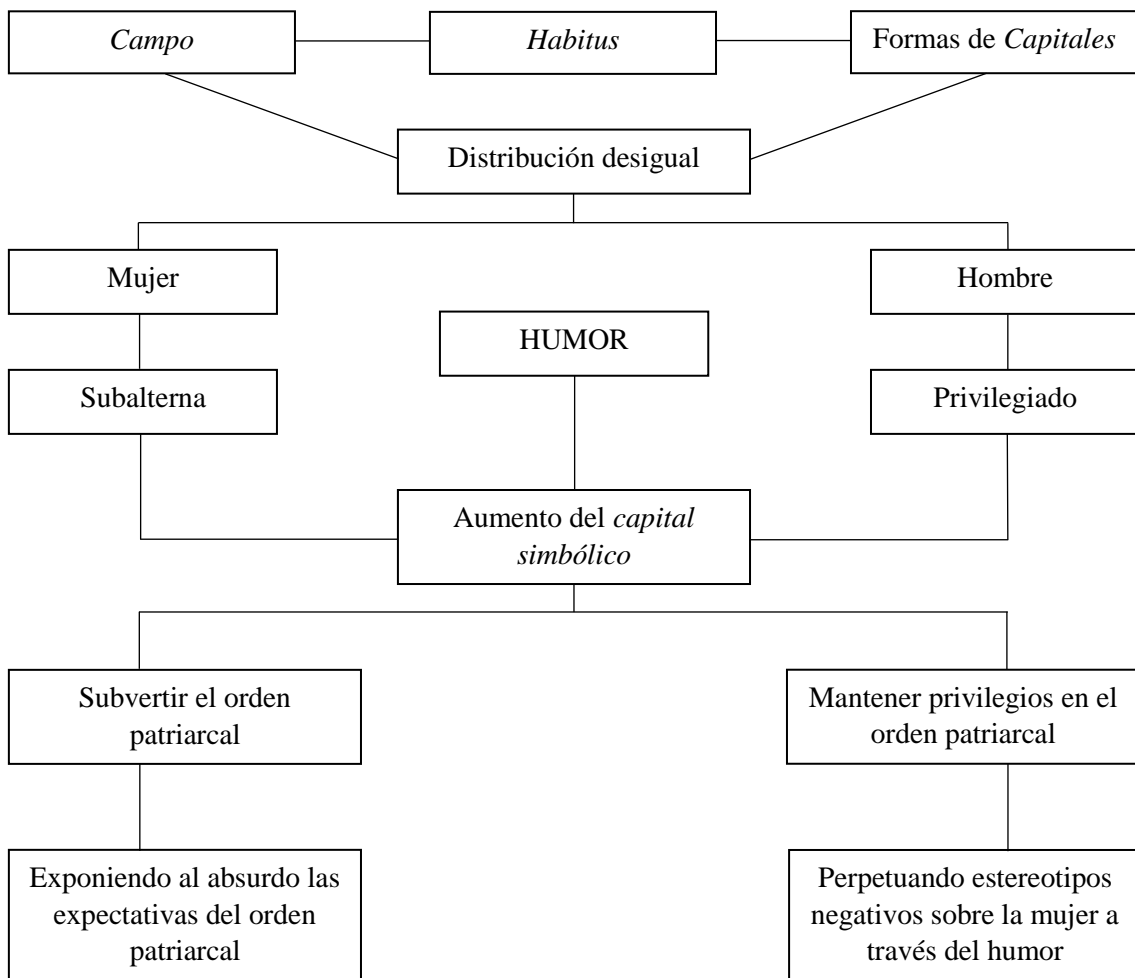 Campo
Habitus
Formas de Capitales
Distribución desigual
Mujer
Hombre
HUMOR
Subalterna
Privilegiado
Aumento del capital
simbólico
Subvertir el orden
patriarcal
Mantener privilegios en el
orden patriarcal
Exponiendo al absurdo las
expectativas del orden
patriarcal
Perpetuando estereotipos
negativos sobre la mujer a
través del humor